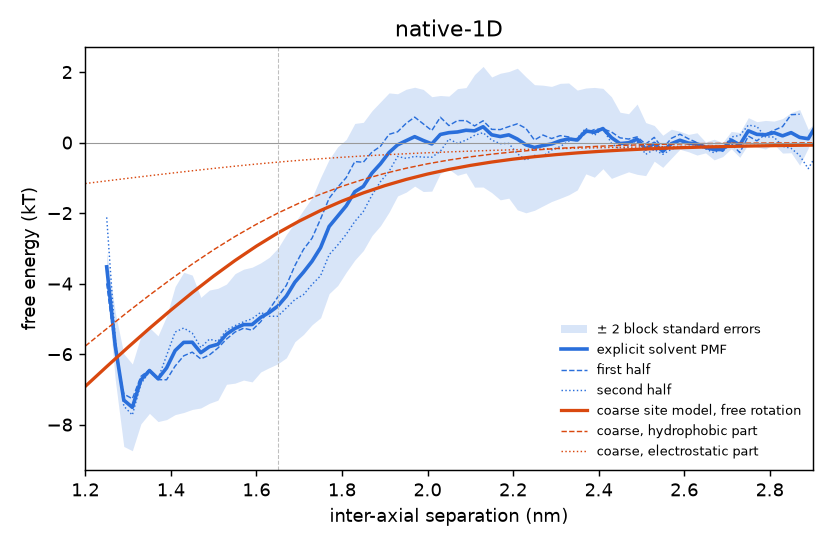 native-1D
free energy (kT)
2
0
−2
−4
−6
−8
± 2 block standard errors
explicit solvent PMF
first half
second half
coarse site model, free rotation
coarse, hydrophobic part
coarse, electrostatic part
1.2 1.4 1.6 1.8 2.0 2.2 2.4 2.6 2.8
inter-axial separation (nm)